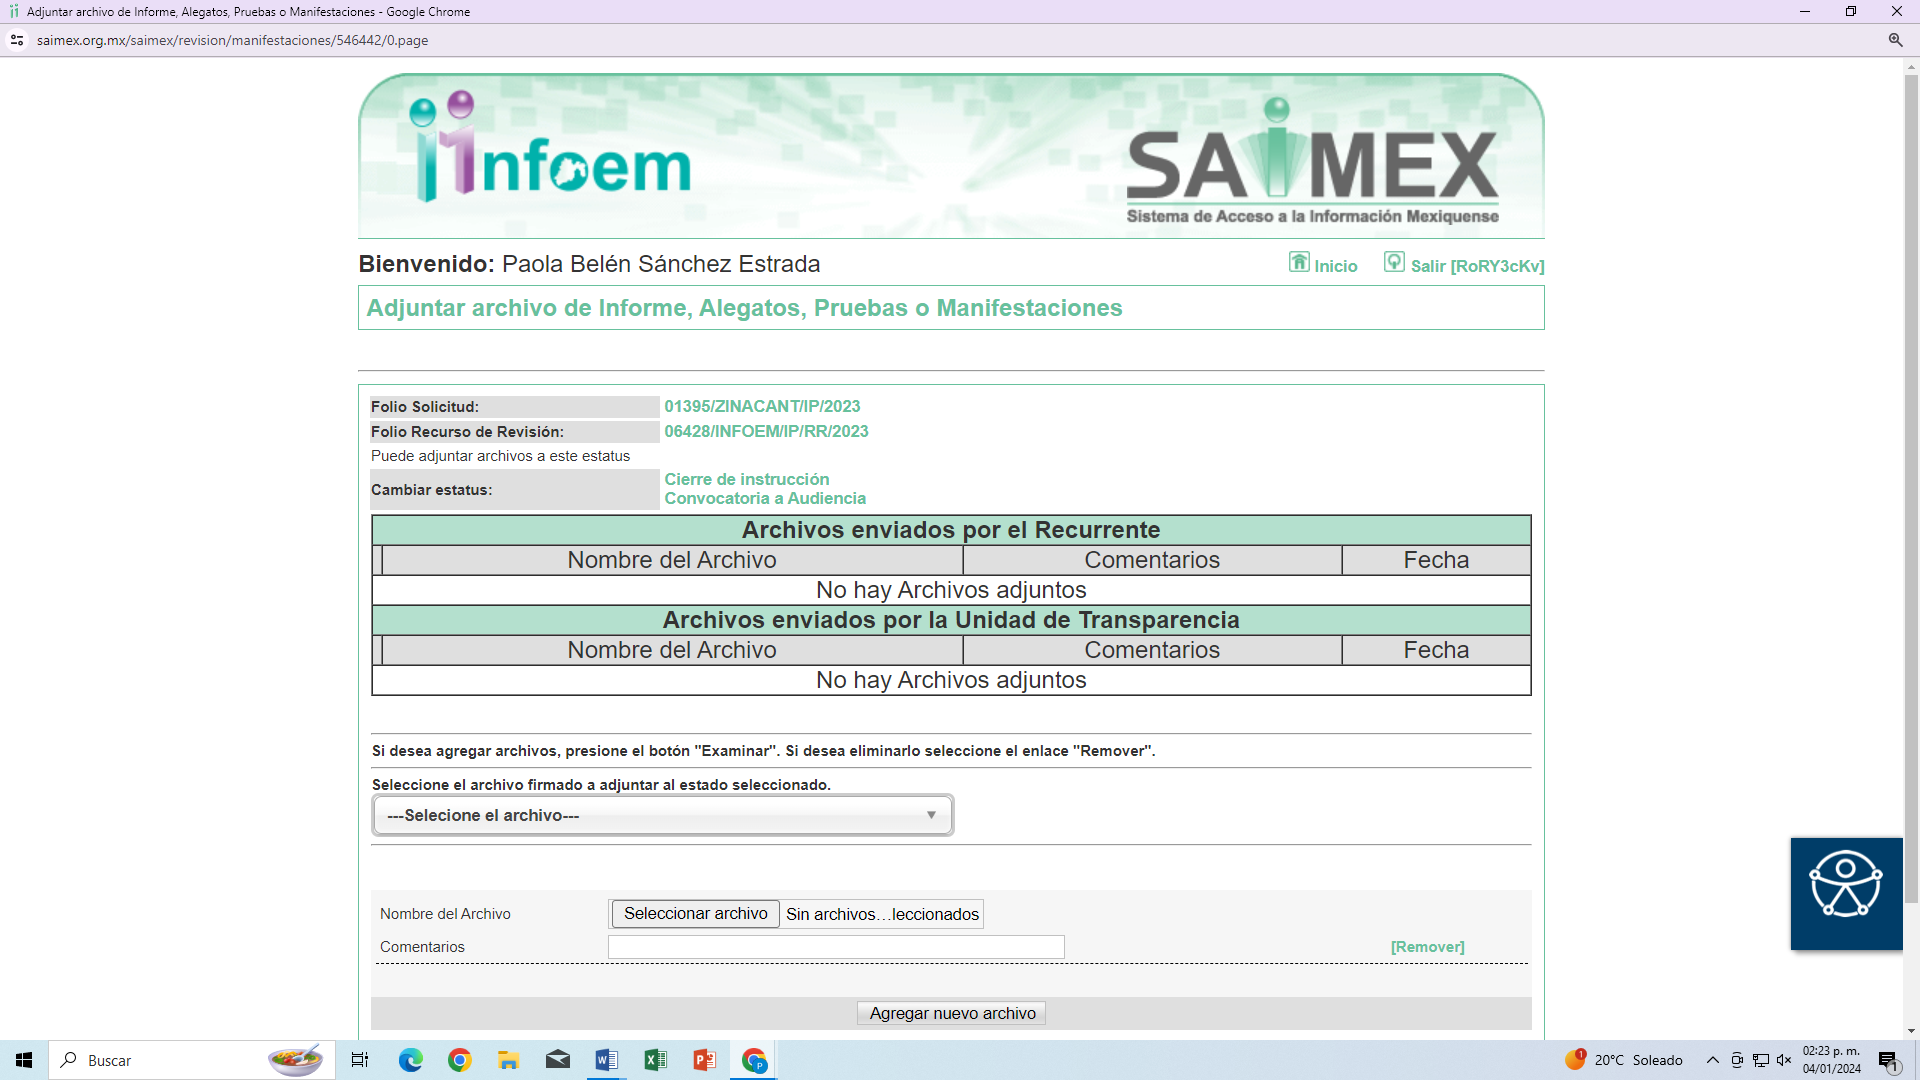 Adjuntar archivo de Informe, Alegatos, Pruebas o Manifestaciones - Google Chrome
saimex.org.mx/saimex/revision/manifestaciones/546442/0.page
infoem
SAIMEX
Sistema de Acceso a la Información Mexiquense
Bienvenido: Paola Belén Sánchez Estrada
Inicio Salir [RoRY3cKv]
Adjuntar archivo de Informe, Alegatos, Pruebas o Manifestaciones
Folio Solicitud: 01395/ZINACANT/IP/2023
Folio Recurso de Revisión: 06428/INFOEM/IP/RR/2023
Puede adjuntar archivos a este estatus
Cambiar estatus: Cierre de instrucción
Convocatoria a Audiencia
Archivos enviados por el Recurrente
Nombre del Archivo Comentarios Fecha
No hay Archivos adjuntos
Archivos enviados por la Unidad de Transparencia
Nombre del Archivo Comentarios Fecha
No hay Archivos adjuntos
Si desea agregar archivos, presione el botón "Examinar". Si desea eliminarlo seleccione el enlace "Remover".
Seleccione el archivo firmado a adjuntar al estado seleccionado.
---Selecione el archivo---
Nombre del Archivo Seleccionar archivo Sin archivos…leccionados
Comentarios [Remover]
Agregar nuevo archivo
Buscar 1 20°C Soleado 02:23 p. m.
04/01/2024 1